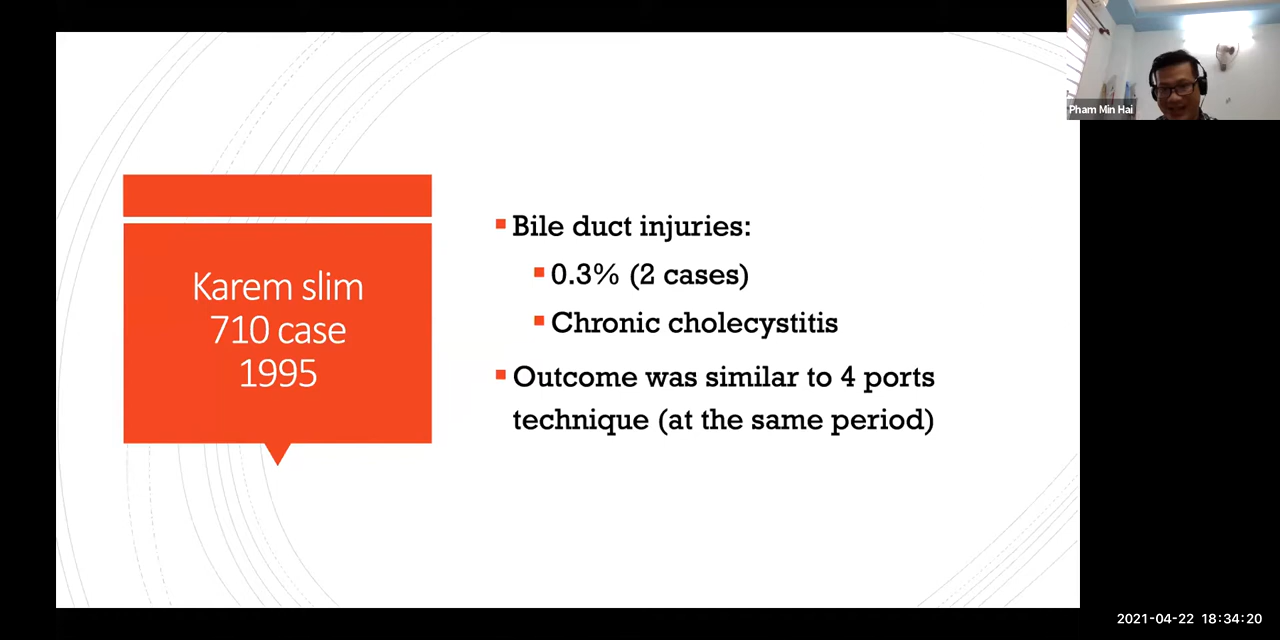 Pham Min Hai
Karem slim
710 case
1995
Bile duct injuries:
0.3% (2 cases)
Chronic cholecystitis
Outcome was similar to 4 ports
technique (at the same period)
2021-04-22 18:34:20